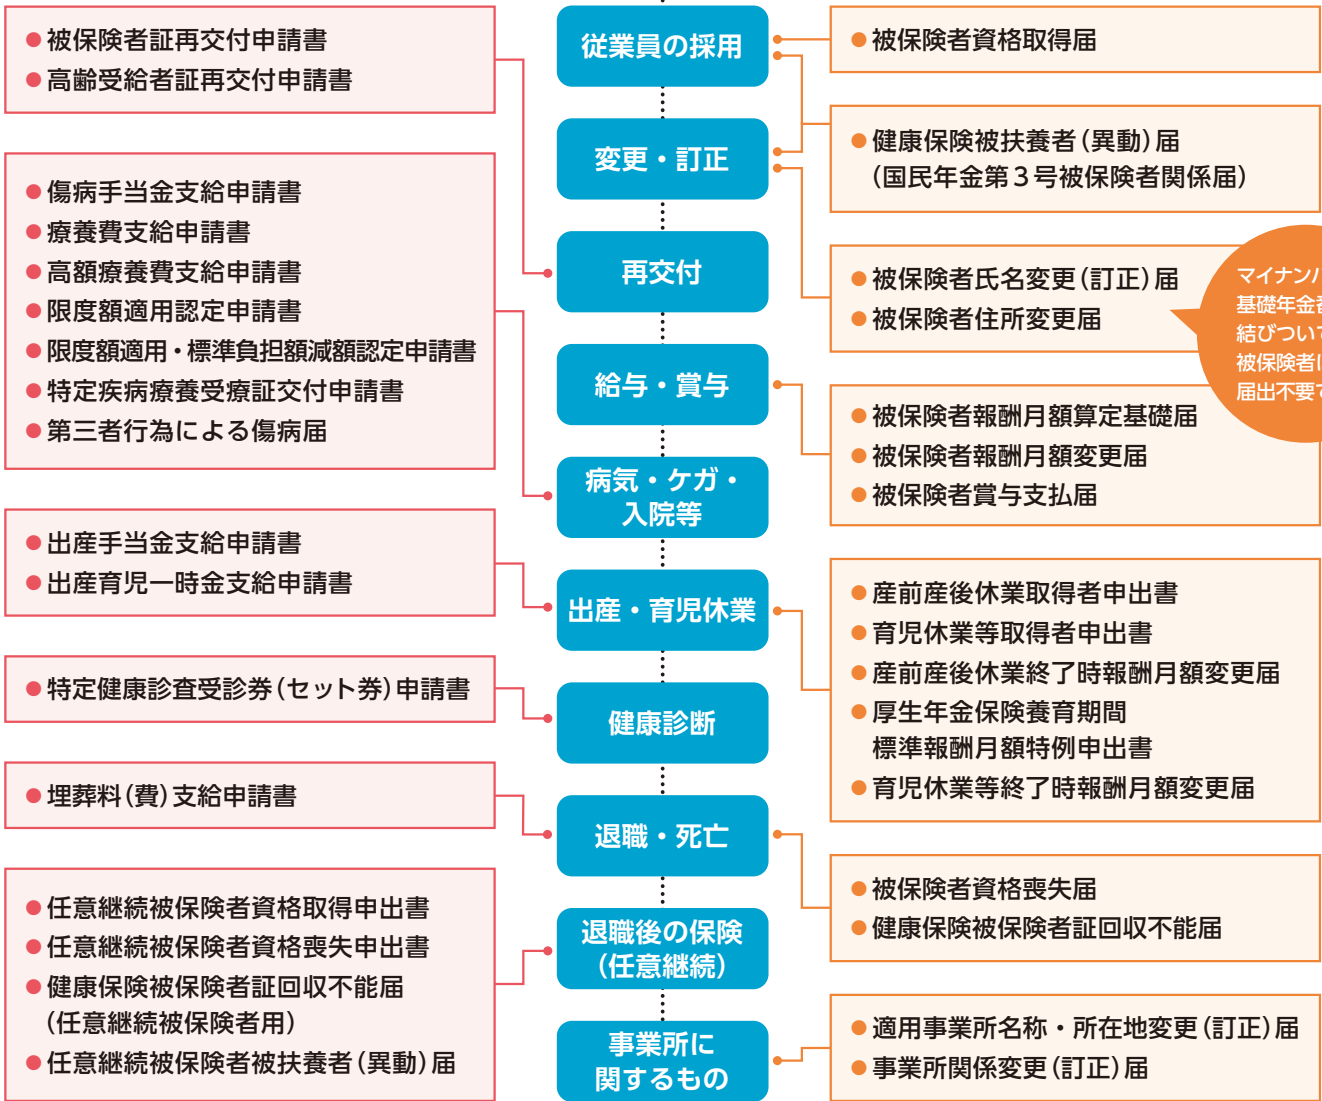 ●被保険者証再交付申請書
●高齢受給者証再交付申請書
●傷病手当金支給申請書
●療養費支給申請書
●高額療養費支給申請書
●限度額適用認定申請書
●限度額適用・標準負担額減額認定申請書
●特定疾病療養受療証交付申請書
●第三者行為による傷病届
●出産手当金支給申請書
●出産育児一時金支給申請書
●特定健康診査受診券(セット券)申請書
●埋葬料(費)支給申請書
●任意継続被保険者資格取得申出書
●任意継続被保険者資格喪失申出書
●健康保険被保険者証回収不能届
(任意継続被保険者用)
●任意継続被保険者被扶養者(異動)届
従業員の採用
変更・訂正
再交付
給与・賞与
病気・ケガ・
入院等
出産・育児休業
健康診断
退職・死亡
退職後の保険
(任意継続)
事業所に
関するもの
●被保険者資格取得届
●健康保険被扶養者(異動)届
(国民年金第3号被保険者関係届)
●被保険者氏名変更(訂正)届
●被保険者住所変更届
マイナンバ
基礎年金番
結びついて
被保険者に
届出不要で
●被保険者報酬月額算定基礎届
●被保険者報酬月額変更届
●被保険者賞与支払届
●産前産後休業取得者申出書
●育児休業等取得者申出書
●産前産後休業終了時報酬月額変更届
●厚生年金保険養育期間
標準報酬月額特例申出書
●育児休業等終了時報酬月額変更届
●被保険者資格喪失届
●健康保険被保険者証回収不能届
●適用事業所名称・所在地変更(訂正)届
●事業所関係変更(訂正)届